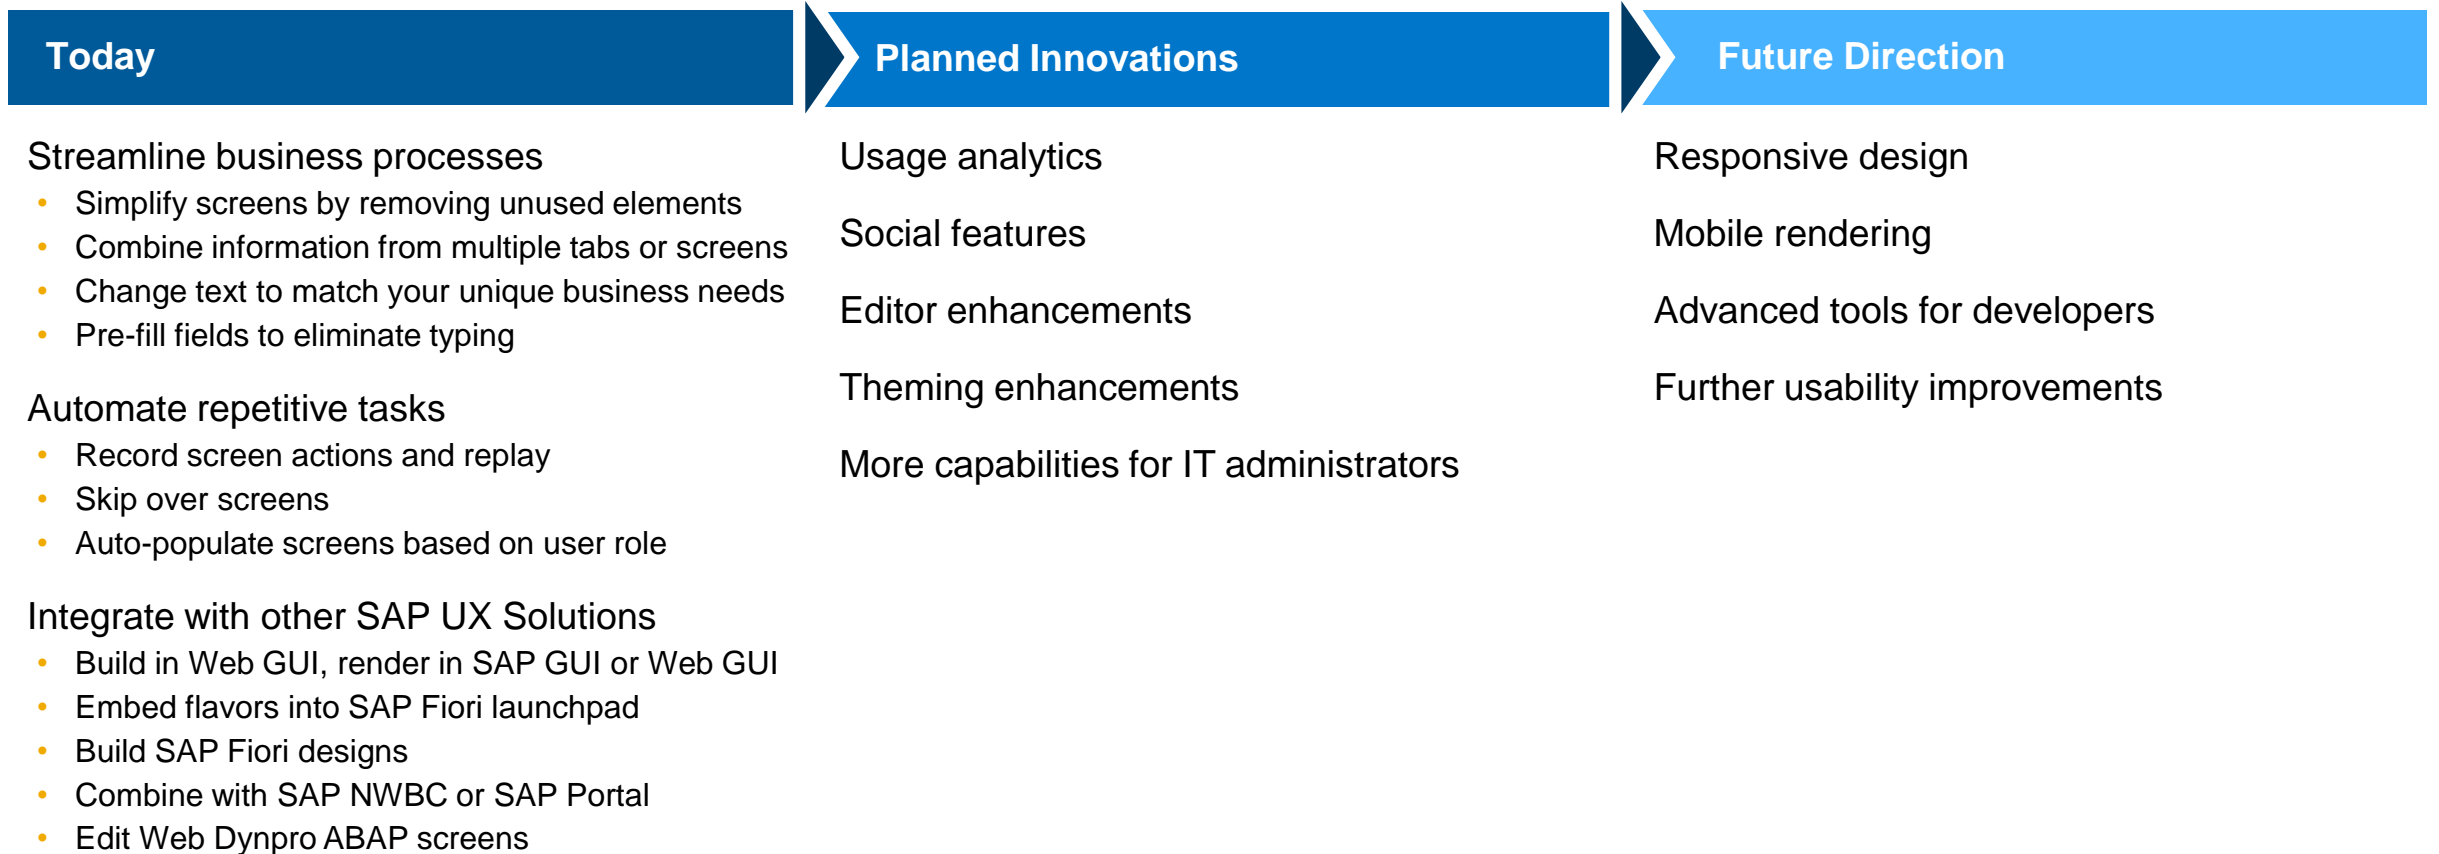 Today
Streamline business processes
• Simplify screens by removing unused elements
• Combine information from multiple tabs or screens
• Change text to match your unique business needs
• Pre-fill fields to eliminate typing
Automate repetitive tasks
• Record screen actions and replay
• Skip over screens
• Auto-populate screens based on user role
Integrate with other SAP UX Solutions
• Build in Web GUI, render in SAP GUI or Web GUI
• Embed flavors into SAP Fiori launchpad
• Build SAP Fiori designs
• Combine with SAP NWBC or SAP Portal
• Edit Web Dynpro ABAP screens
Planned Innovations
Usage analytics
Social features
Editor enhancements
Theming enhancements
More capabilities for IT administrators
Future Direction
Responsive design
Mobile rendering
Advanced tools for developers
Further usability improvements